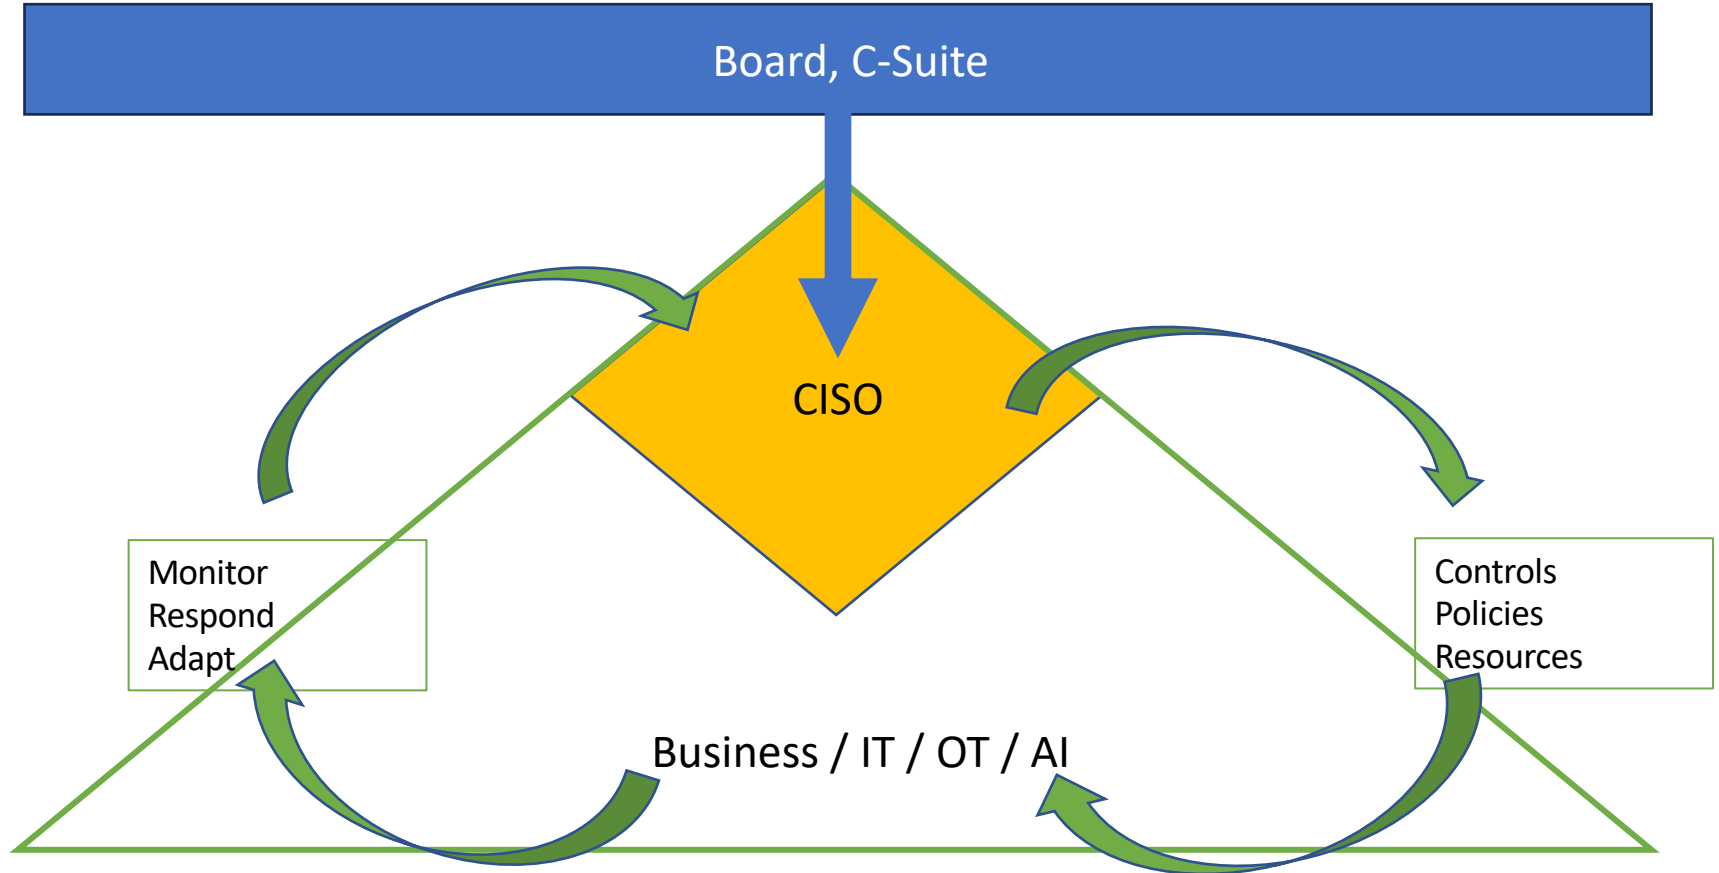 Board, C-Suite
CISO
Monitor
Respond
Adapt
Controls
Policies
Resources
Business / IT / OT / AI